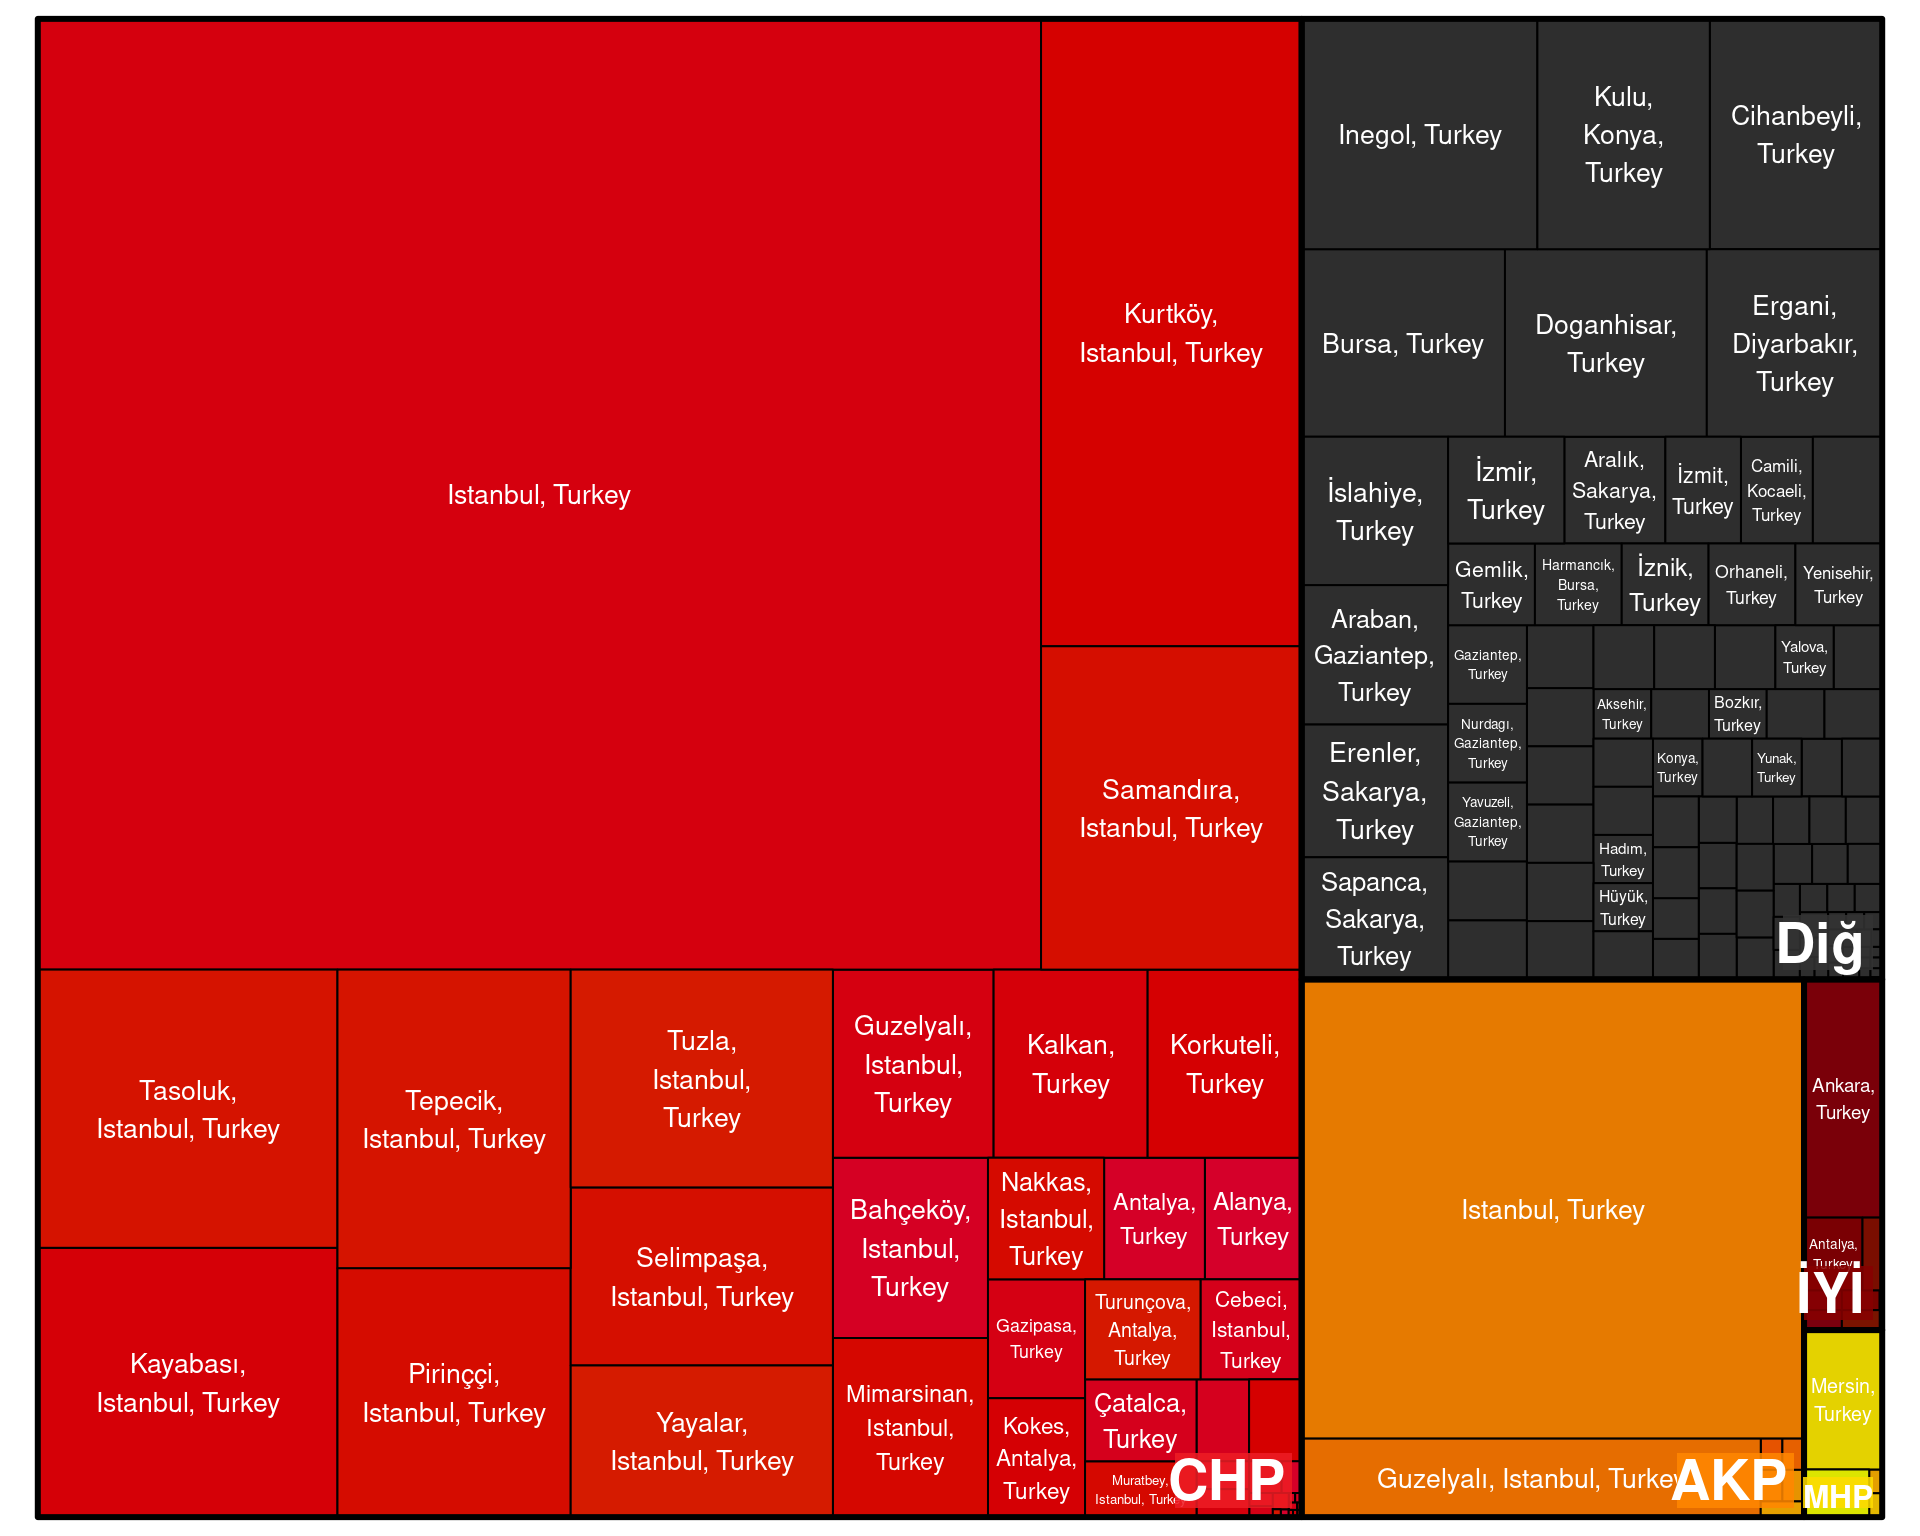 Istanbul, Turkey
Kurtköy,
Istanbul, Turkey
Samandıra,
Istanbul, Turkey
Tasoluk,
Istanbul, Turkey
Kayabası,
Istanbul, Turkey
Tepecik,
Istanbul, Turkey
Pirinççi,
Istanbul, Turkey
Tuzla,
Istanbul,
Turkey
Selimpaşa,
Istanbul, Turkey
Yayalar,
Istanbul, Turkey
Guzelyalı,
Istanbul,
Turkey
Kalkan,
Turkey
Korkuteli,
Turkey
Bahçeköy,
Istanbul,
Turkey
Mimarsinan,
Istanbul,
Turkey
Nakkas,
Istanbul,
Turkey
Antalya,
Turkey
Alanya,
Turkey
Gazipasa,
Turkey
Kokes,
Antalya,
Turkey
Turunçova,
Antalya,
Turkey
Cebeci,
Istanbul,
Turkey
Çatalca,
Turkey
Muratbey,
Istanbul, Turkey
CHP
Inegol, Turkey
Kulu,
Konya,
Turkey
Cihanbeyli,
Turkey
Bursa, Turkey
Doganhisar,
Turkey
Ergani,
Diyarbakır,
Turkey
İslahiye,
Turkey
Araban,
Gaziantep,
Turkey
Erenler,
Sakarya,
Turkey
Sapanca,
Sakarya,
Turkey
İzmir,
Turkey
Aralık,
Sakarya,
Turkey
İzmit,
Turkey
Camili,
Kocaeli,
Turkey
Gemlik,
Turkey
Harmancık,
Bursa,
Turkey
İznik,
Turkey
Orhaneli,
Turkey
Yenisehir,
Turkey
Gaziantep,
Turkey
Nurdagı,
Gaziantep,
Turkey
Yavuzeli,
Gaziantep,
Turkey
Yalova,
Turkey
Aksehir,
Turkey
Bozkır,
Turkey
Konya,
Turkey
Yunak,
Turkey
Hadım,
Turkey
Hüyük,
Turkey
Diğ
Istanbul, Turkey
Guzelyalı, Istanbul, Turkey
AKP
Ankara,
Turkey
Antalya,
Turkey
İYİ
Mersin,
Turkey
MHP